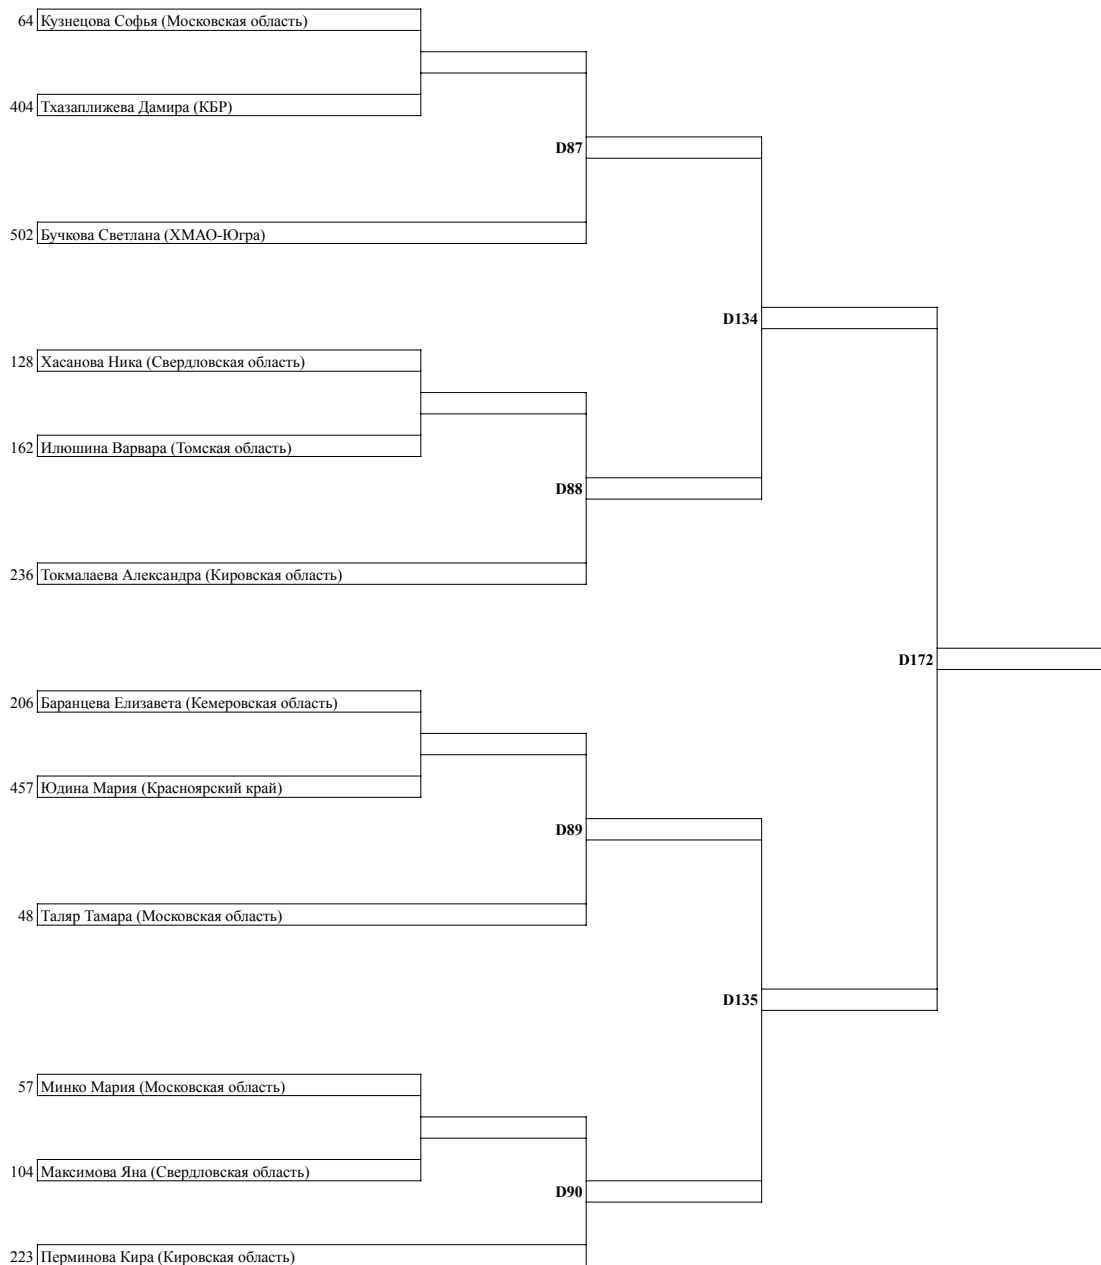 64 Кузнецова Софья (Московская область)
404 Тхазаплижева Дамира (КБР)
D87
502 Бучкова Светлана (ХМАО-Югра)
D134
128 Хасанова Ника (Свердловская область)
162 Илюшина Варвара (Томская область)
D88
236 Токмалаева Александра (Кировская область)
D172
206 Баранцева Елизавета (Кемеровская область)
457 Юдина Мария (Красноярский край)
D89
48 Таляр Тамара (Московская область)
D135
57 Минко Мария (Московская область)
104 Максимова Яна (Свердловская область)
D90
223 Перминова Кира (Кировская область)